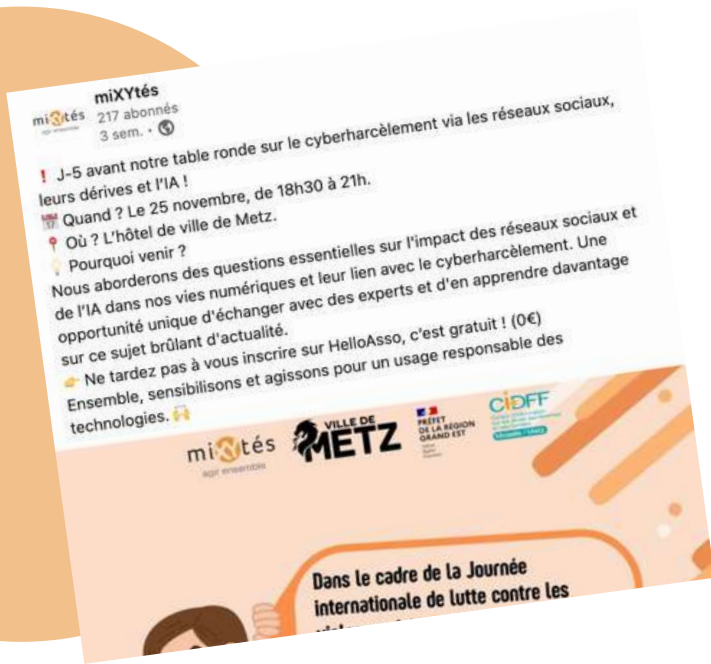 miXYtés
217 abonnés
3 sem. •
miXYtés
agir ensemble
❗ J-5 avant notre table ronde sur le cyberharcèlement via les réseaux sociaux,
leurs dérives et l'IA !
📅 Quand ? Le 25 novembre, de 18h30 à 21h.
📍 Où ? L'hôtel de ville de Metz.
💡 Pourquoi venir ?
Nous aborderons des questions essentielles sur l'impact des réseaux sociaux et
de l'IA dans nos vies numériques et leur lien avec le cyberharcèlement. Une
opportunité unique d'échanger avec des experts et d'en apprendre davantage
sur ce sujet brûlant d'actualité.
👉 Ne tardez pas à vous inscrire sur HelloAsso, c'est gratuit ! (0€)
Ensemble, sensibilisons et agissons pour un usage responsable des
technologies. 🙌
miXYtés
agir ensemble
VILLE DE
METZ
PRÉFET
DE LA RÉGION
GRAND EST
CIDFF
Dans le cadre de la Journée
internationale de lutte contre les